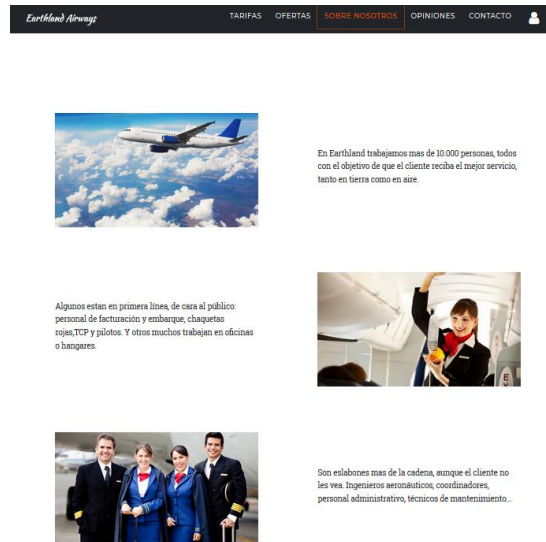 Earthland Airways
TARIFAS OFERTAS SOBRE NOSOTROS OPINIONES CONTACTO
En Earthland trabajamos mas de 10.000 personas, todos
con el objetivo de que el cliente reciba el mejor servicio,
tanto en tierra como en aire.
Algunos estan en primera línea, de cara al público:
personal de facturación y embarque, chaquetas
rojas,TCP y pilotos. Y otros muchos trabajan en oficinas
o hangares.
Son eslabones mas de la cadena, aunque el cliente no
les vea. Ingenieros aeronáuticos, coordinadores,
personal administrativo, técnicos de mantenimiento...